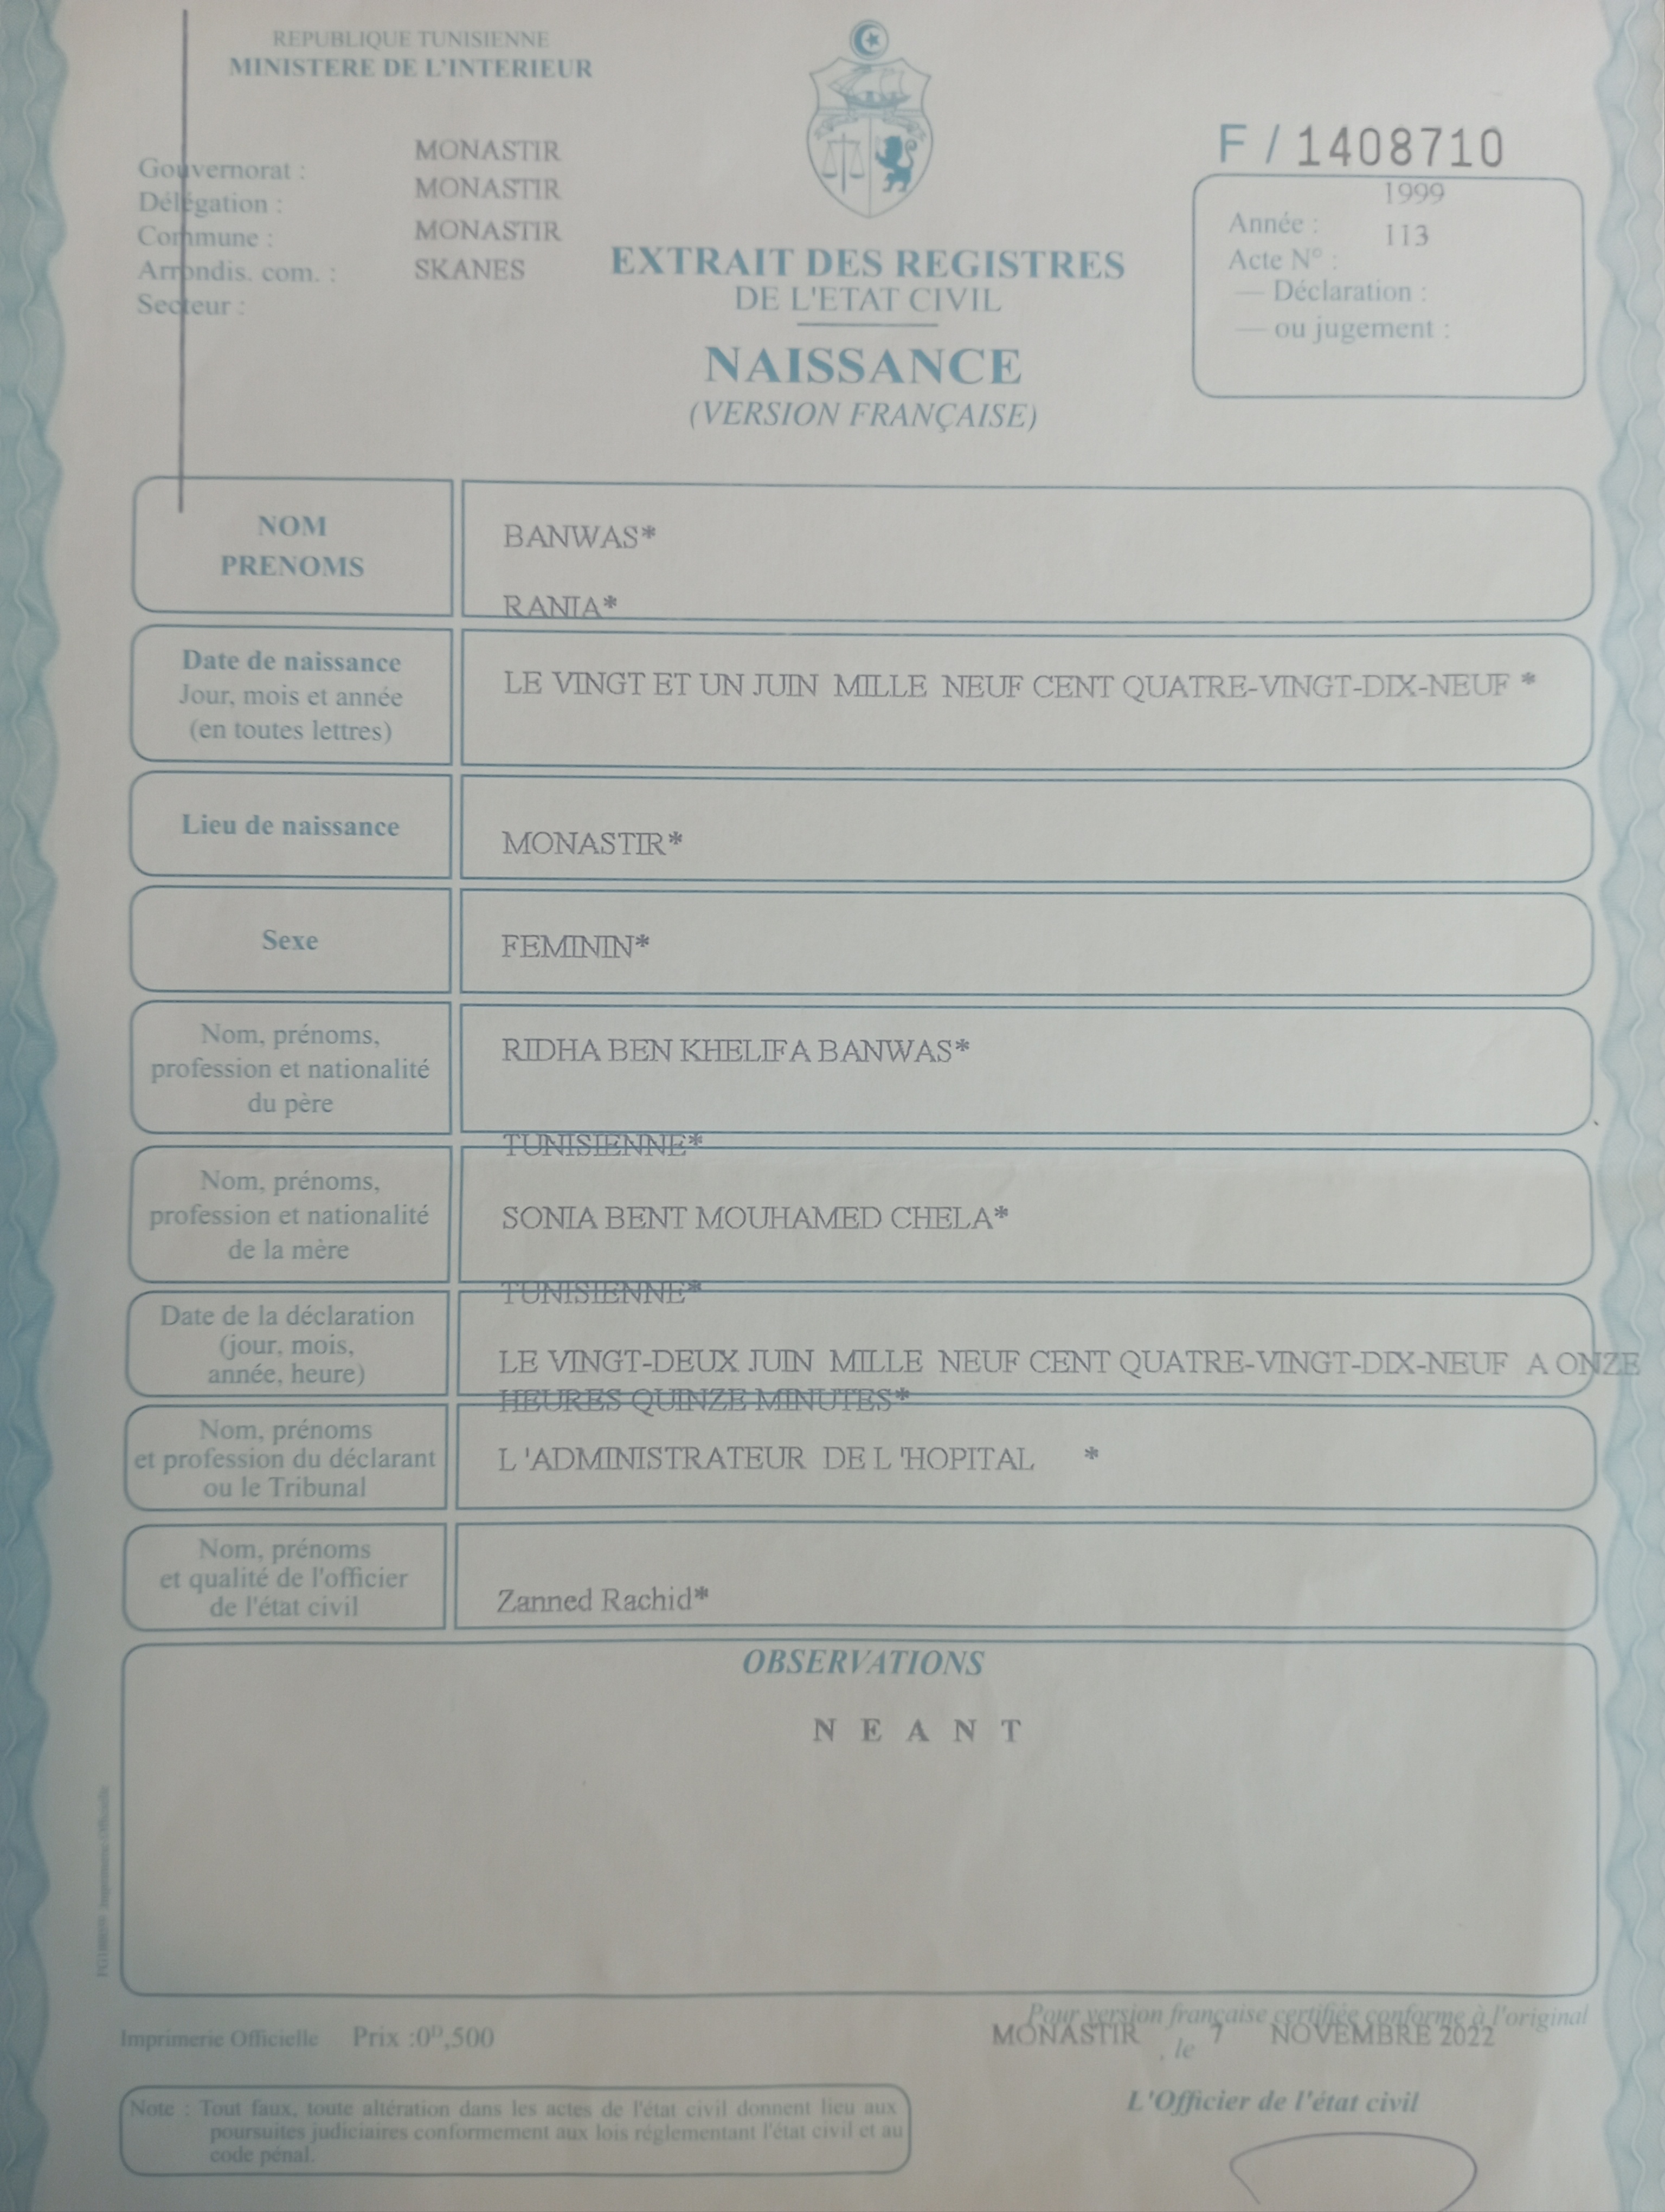 REPUBLIQUE TUNISIENNE
MINISTERE DE L'INTERIEUR
Gouvernorat : MONASTIR
Délégation : MONASTIR
Commune : MONASTIR
Arrondis. com. : SKANES
Secteur :
EXTRAIT DES REGISTRES
DE L'ETAT CIVIL
NAISSANCE
(VERSION FRANÇAISE)
F / 1408710
Année : 1999
Acte N° : 113
— Déclaration :
— ou jugement :
NOM
PRENOMS
BANWAS*
RANIA*
Date de naissance
Jour, mois et année
(en toutes lettres)
LE VINGT ET UN JUIN MILLE NEUF CENT QUATRE-VINGT-DIX-NEUF *
Lieu de naissance
MONASTIR*
Sexe
FEMININ*
Nom, prénoms,
profession et nationalité
du père
RIDHA BEN KHELIFA BANWAS*
TUNISIENNE*
Nom, prénoms,
profession et nationalité
de la mère
SONIA BENT MOUHAMED CHELA*
TUNISIENNE*
Date de la déclaration
(jour, mois,
année, heure)
LE VINGT-DEUX JUIN MILLE NEUF CENT QUATRE-VINGT-DIX-NEUF A ONZE
HEURES QUINZE MINUTES*
Nom, prénoms
et profession du déclarant
ou le Tribunal
L 'ADMINISTRATEUR DE L 'HOPITAL *
Nom, prénoms
et qualité de l'officier
de l'état civil
Zanned Rachid*
OBSERVATIONS
N E A N T
Imprimerie Officielle
Imprimerie Officielle Prix :0ᴰ,500
Pour version française certifiée conforme à l'original
MONASTIR , le 7 NOVEMBRE 2022
L'Officier de l'état civil
Note : Tout faux, toute altération dans les actes de l'état civil donnent lieu aux
poursuites judiciaires conformement aux lois réglementant l'état civil et au
code pénal.